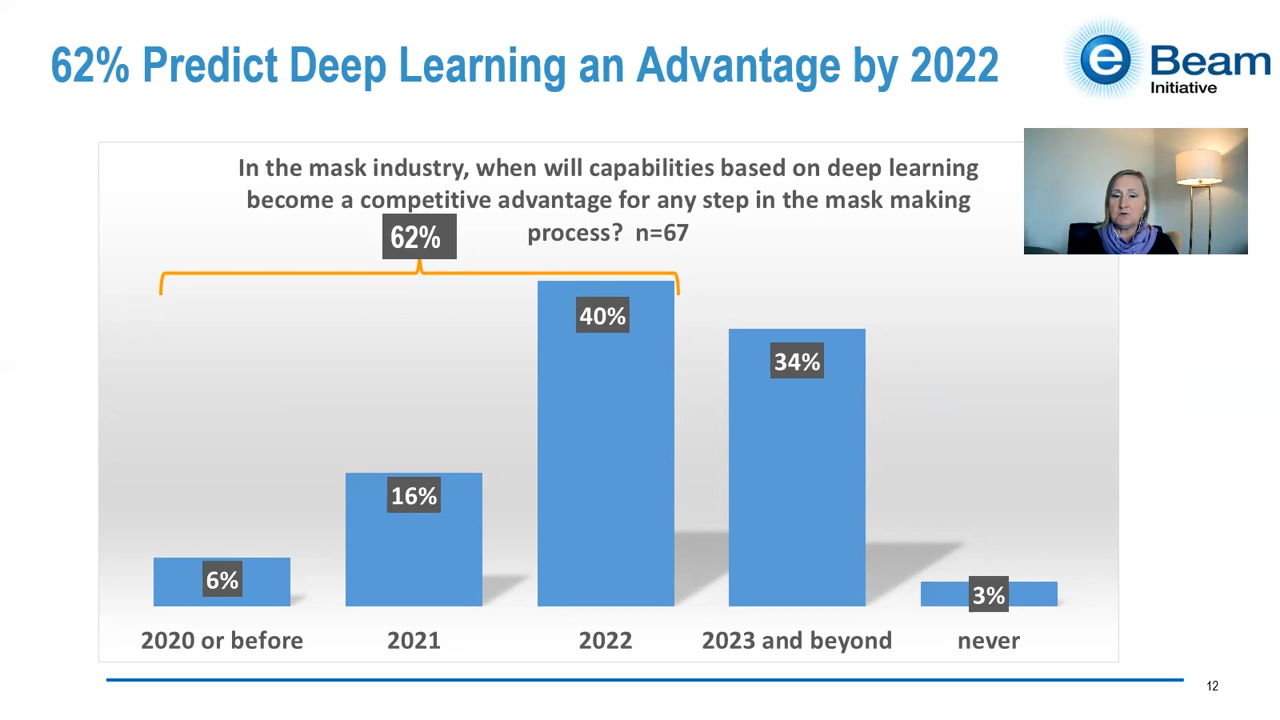 62% Predict Deep Learning an Advantage by 2022
e Beam
Initiative
In the mask industry, when will capabilities based on deep learning
become a competitive advantage for any step in the mask making
process? n=67
62%
40%
34%
16%
6%
3%
2020 or before
2021
2022
2023 and beyond
never
12